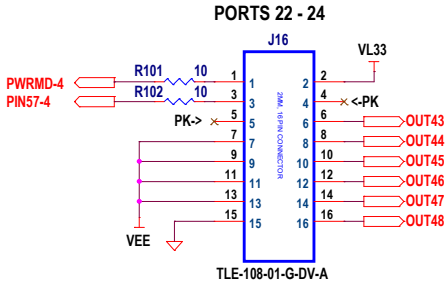 PORTS 22 - 24
J16
VL33
R101 10
PWRMD-4 1 1 2 2
R102 10
PIN57-4 3 3 4 4 <-PK
PK-> 5 5 6 6 OUT43
7 7 8 8 OUT44
9 9 10 10 OUT45
11 11 12 12 OUT46
13 13 14 14 OUT47
15 15 16 16 OUT48
2MM, 16PIN CONNECTOR
VEE
TLE-108-01-G-DV-A